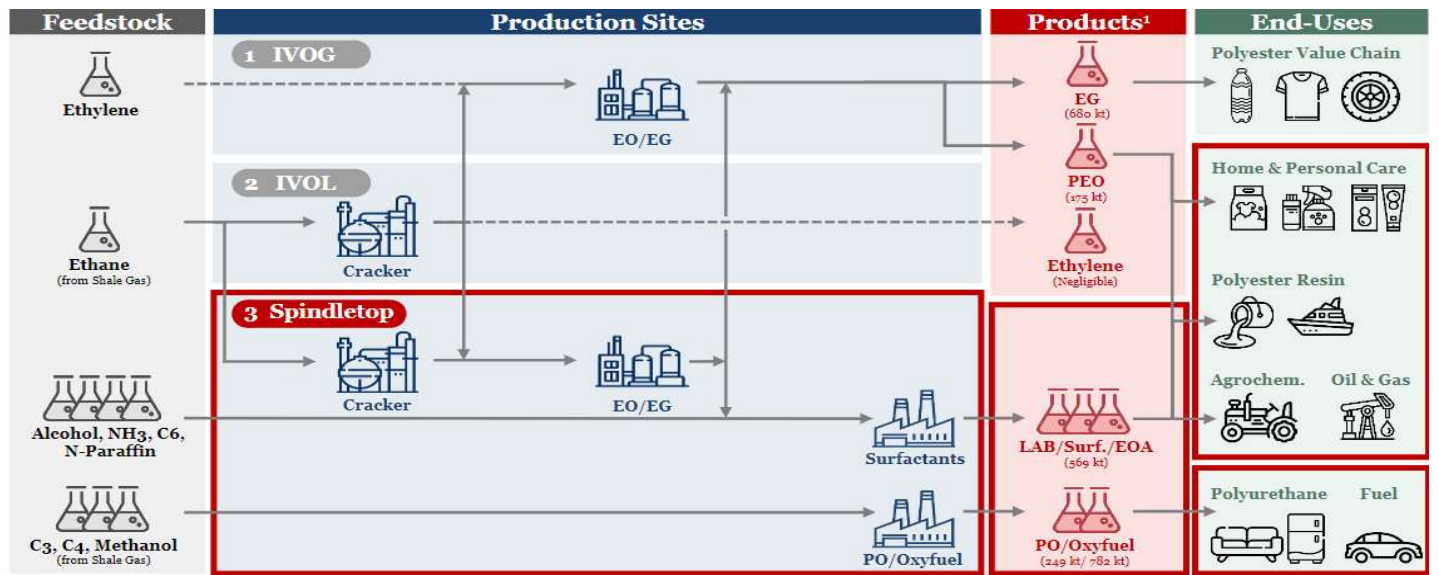 Feedstock
Production Sites
Products¹
End-Uses
1 IVOG
Ethylene
EO/EG
EG
(680 kt)
PEO
(175 kt)
Polyester Value Chain
2 IVOL
Ethane
(from Shale Gas)
Cracker
Ethylene
(Negligible)
Home & Personal Care
3 Spindletop
Cracker
EO/EG
Polyester Resin
Alcohol, NH3, C6,
N-Paraffin
Surfactants
LAB/Surf./EOA
(569 kt)
Agrochem.
Oil & Gas
C3, C4, Methanol
(from Shale Gas)
PO/Oxyfuel
PO/Oxyfuel
(249 kt/ 782 kt)
Polyurethane
Fuel